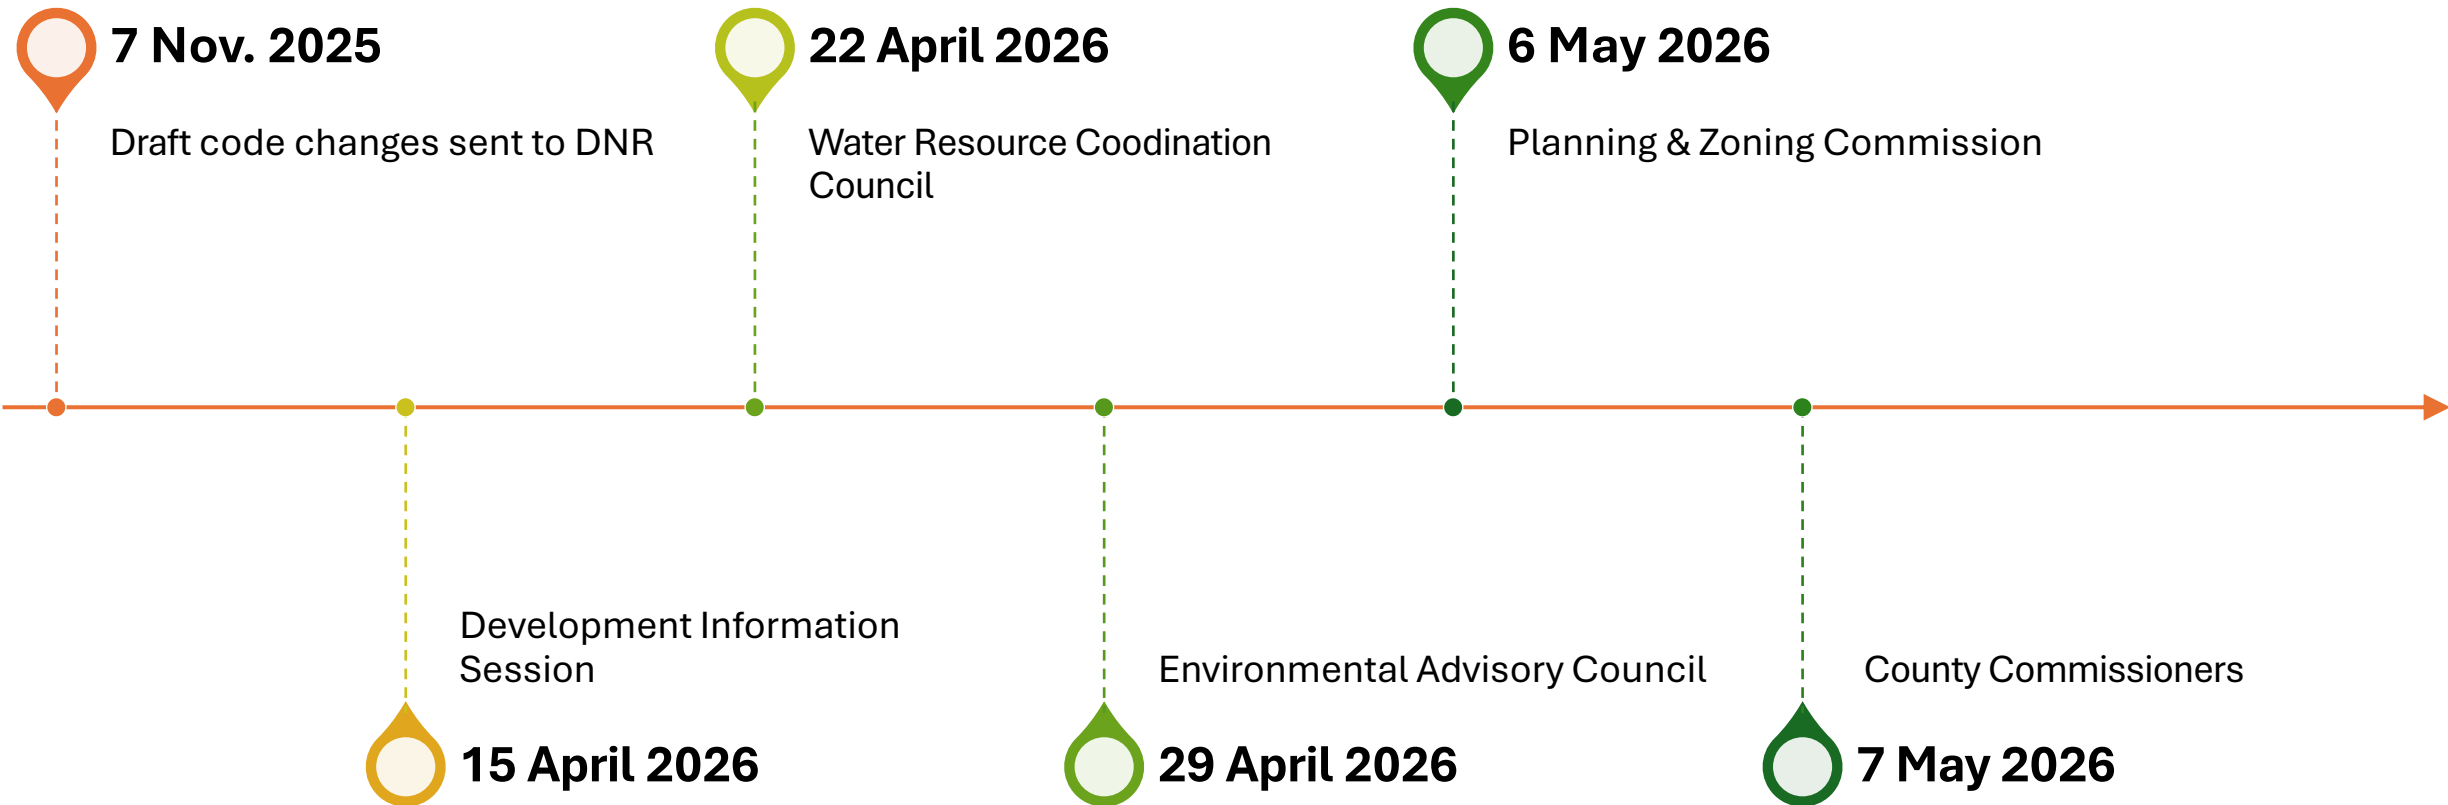 7 Nov. 2025
Draft code changes sent to DNR
22 April 2026
Water Resource Coodination
Council
6 May 2026
Planning & Zoning Commission
Development Information
Session
15 April 2026
Environmental Advisory Council
29 April 2026
County Commissioners
7 May 2026